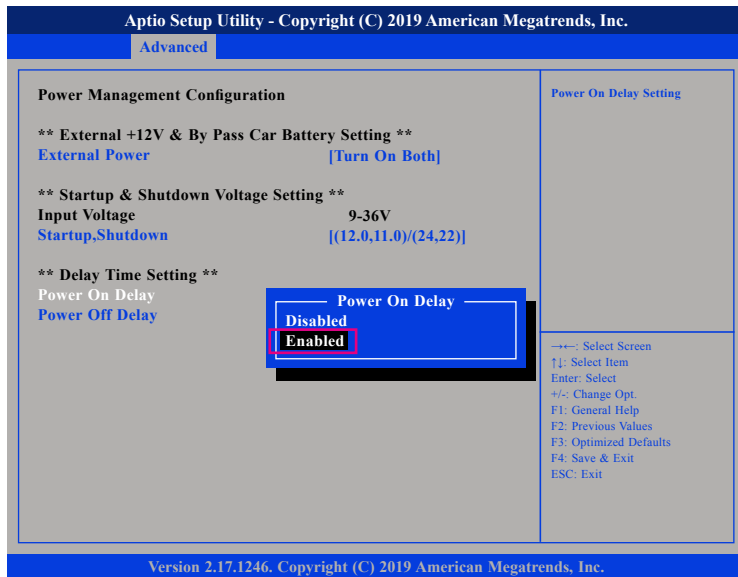 Aptio Setup Utility - Copyright (C) 2019 American Megatrends, Inc.
Advanced
Power Management Configuration
** External +12V & By Pass Car Battery Setting **
External Power [Turn On Both]
** Startup & Shutdown Voltage Setting **
Input Voltage 9-36V
Startup,Shutdown [(12.0,11.0)/(24,22)]
** Delay Time Setting **
Power On Delay
Power Off Delay
Power On Delay
Disabled
Enabled
Power On Delay Setting
→←: Select Screen
↑↓: Select Item
Enter: Select
+/-: Change Opt.
F1: General Help
F2: Previous Values
F3: Optimized Defaults
F4: Save & Exit
ESC: Exit
Version 2.17.1246. Copyright (C) 2019 American Megatrends, Inc.